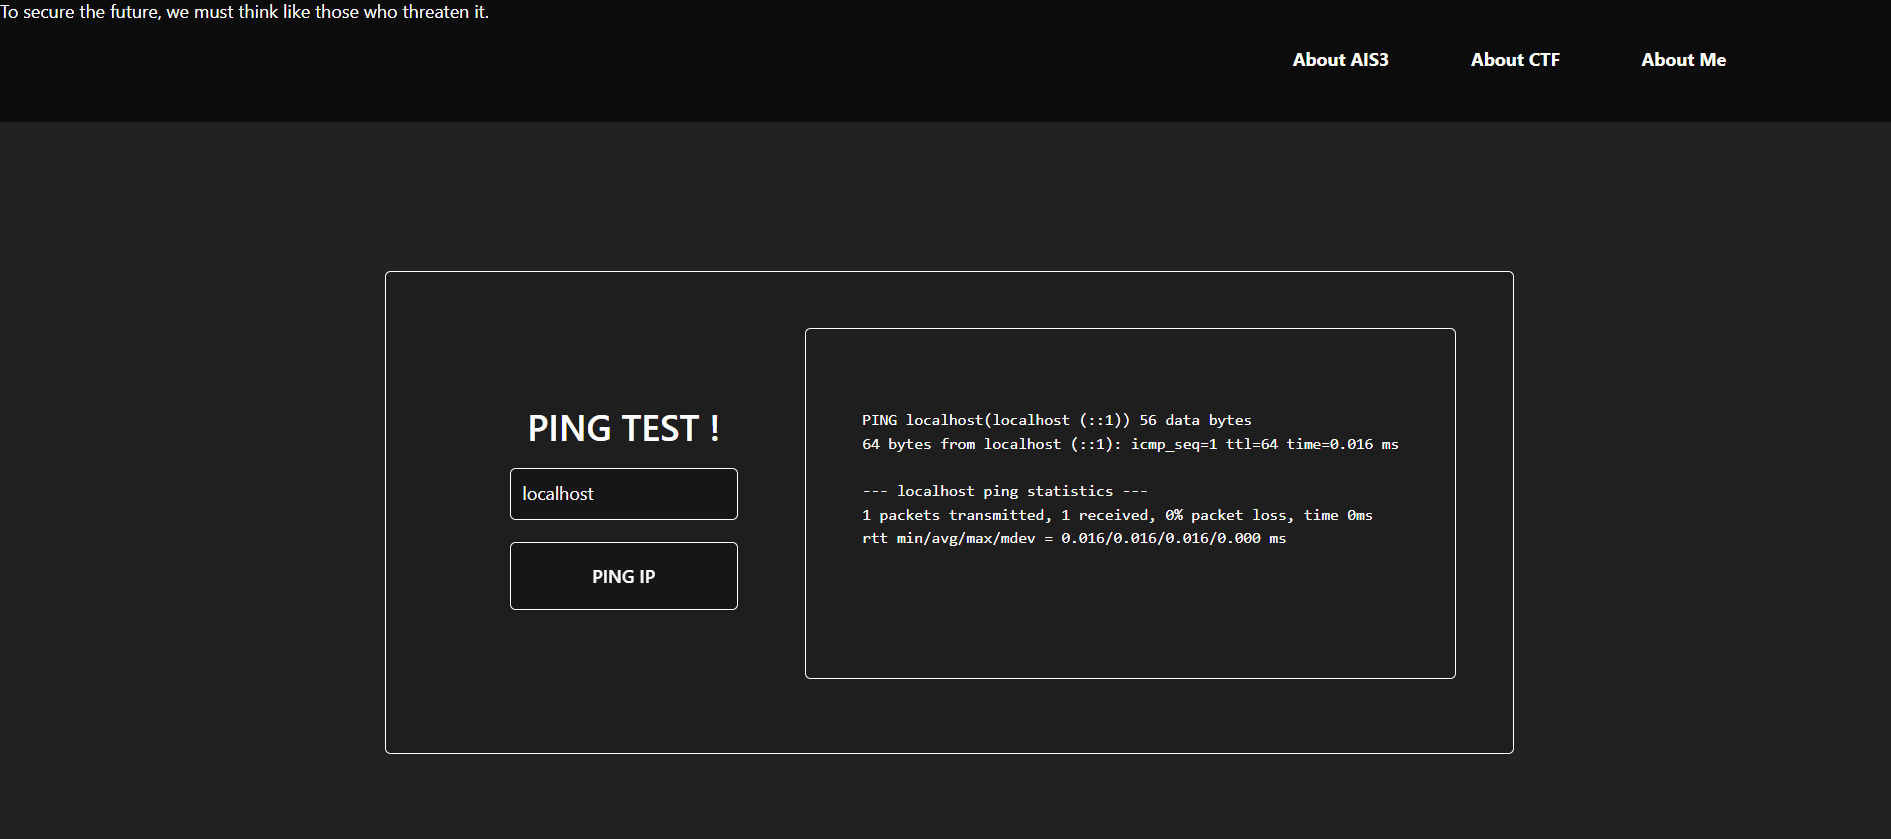 To secure the future, we must think like those who threaten it.
About AIS3 About CTF About Me
PING TEST !
localhost
PING IP
PING localhost(localhost (::1)) 56 data bytes
64 bytes from localhost (::1): icmp_seq=1 ttl=64 time=0.016 ms
--- localhost ping statistics ---
1 packets transmitted, 1 received, 0% packet loss, time 0ms
rtt min/avg/max/mdev = 0.016/0.016/0.016/0.000 ms